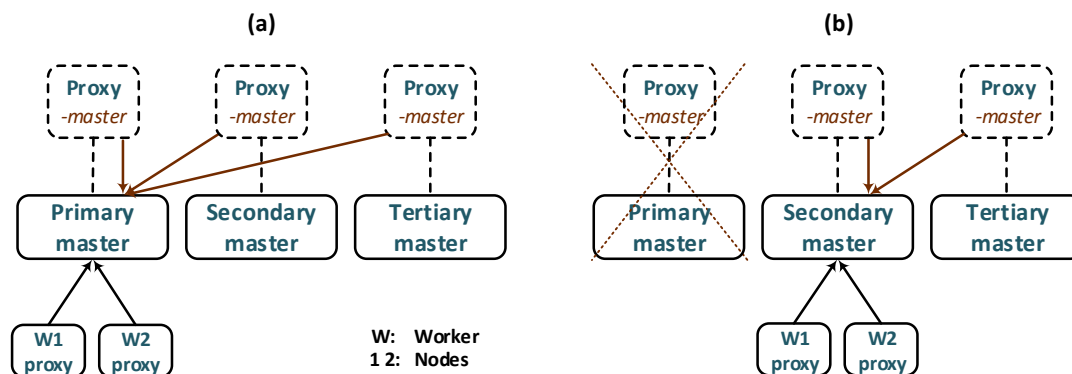 (a)
Proxy
-master
Proxy
-master
Proxy
-master
Primary
master
Secondary
master
Tertiary
master
W1
proxy
W2
proxy
W: Worker
1 2: Nodes
(b)
Proxy
-master
Proxy
-master
Proxy
-master
Primary
master
Secondary
master
Tertiary
master
W1
proxy
W2
proxy